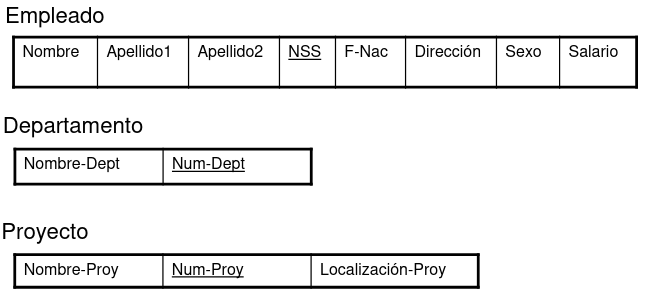 Empleado
Nombre Apellido1 Apellido2 NSS F-Nac Dirección Sexo Salario
Departamento
Nombre-Dept Num-Dept
Proyecto
Nombre-Proy Num-Proy Localización-Proy